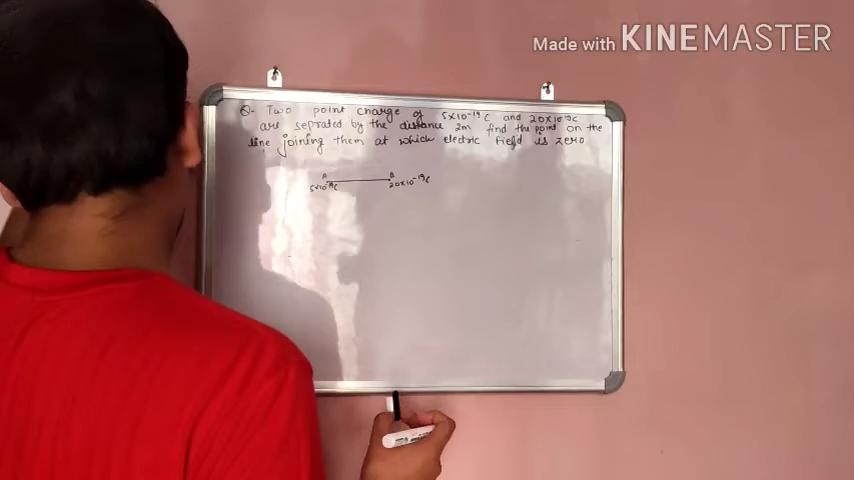 Made with KINEMASTER
Q- Two point charge of 5x10⁻¹⁹C and 20x10⁻¹⁹C
are seprated by the distance 2m find the point on the
line joining them at which electric field is zero
A B
5x10⁻¹⁹C 20x10⁻¹⁹C